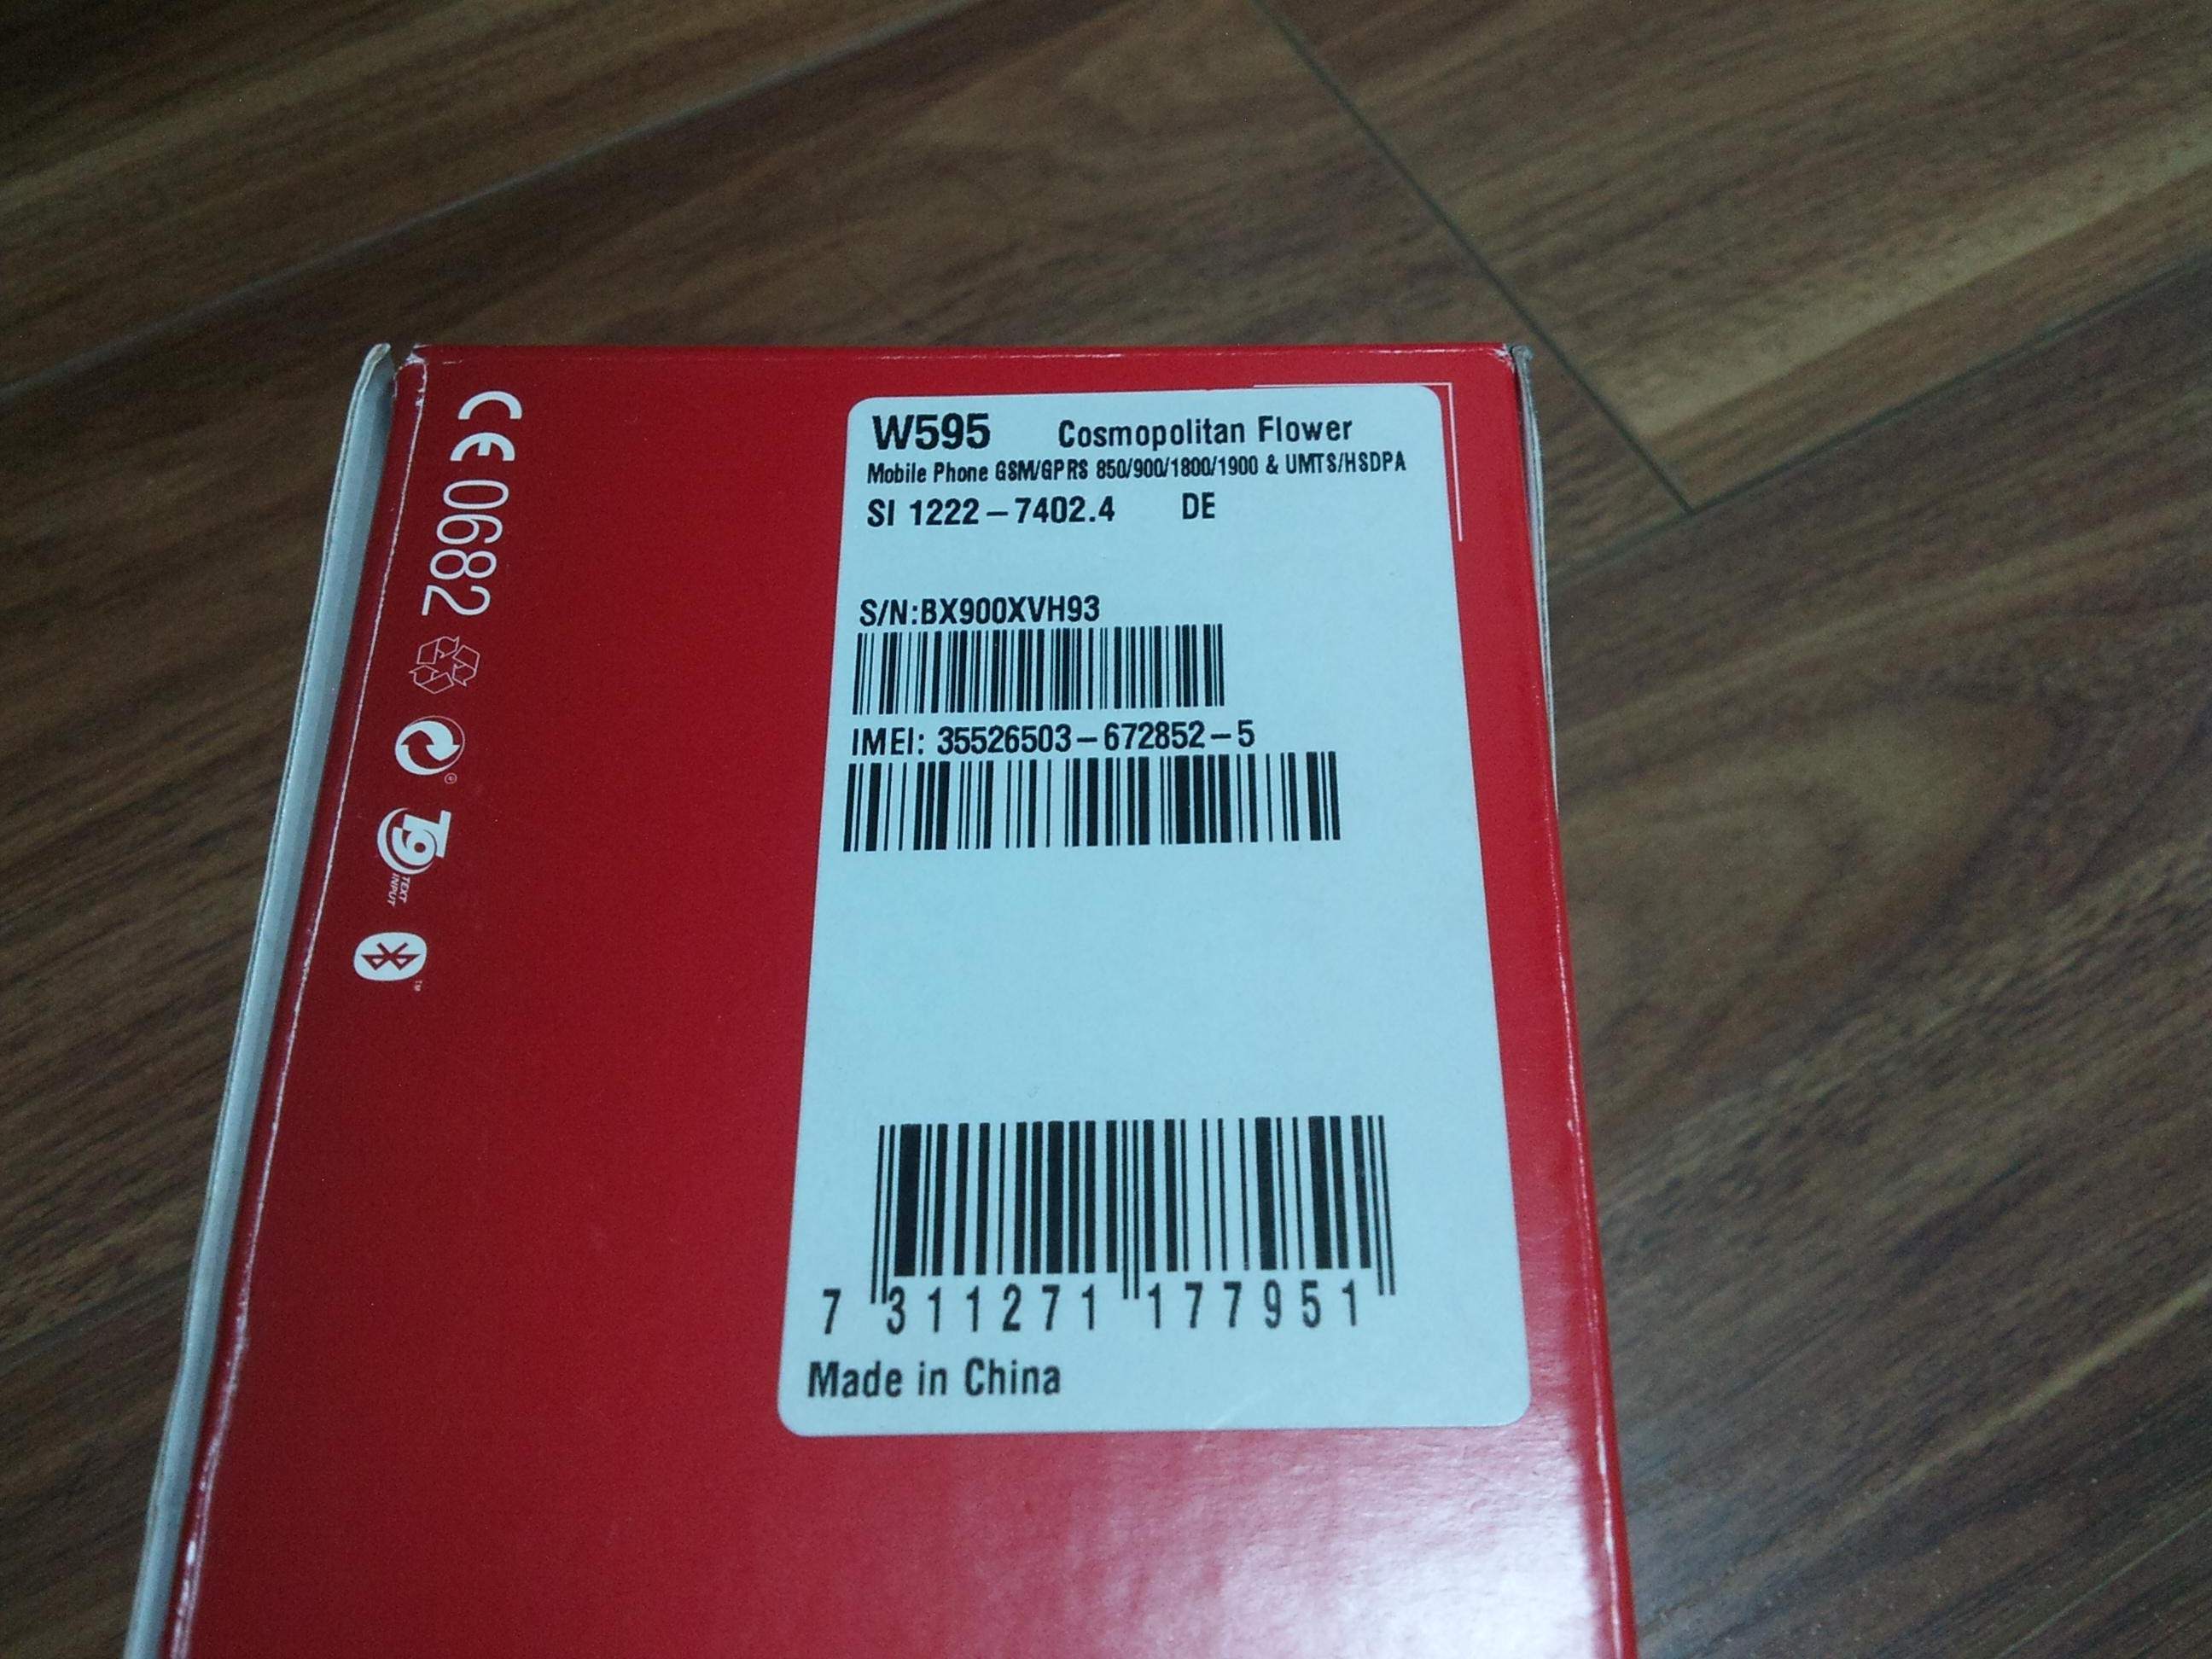 W595 Cosmopolitan Flower
Mobile Phone GSM/GPRS 850/900/1800/1900 & UMTS/HSDPA
SI 1222-7402.4 DE
S/N:BX900XVH93
IMEI: 35526503-672852-5
7 311271 177951
Made in China
CE 0682
T9 TEXT INPUT